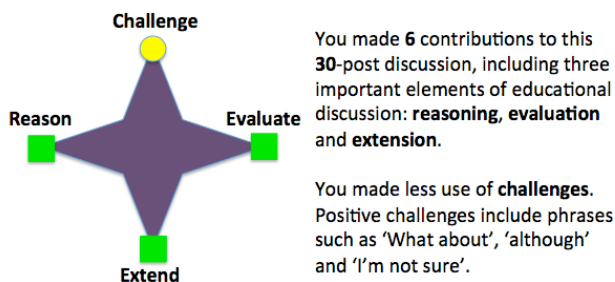 Challenge
Reason
Evaluate
Extend
You made 6 contributions to this
30-post discussion, including three
important elements of educational
discussion: reasoning, evaluation
and extension.
You made less use of challenges.
Positive challenges include phrases
such as ‘What about’, ‘although’
and ‘I’m not sure’.